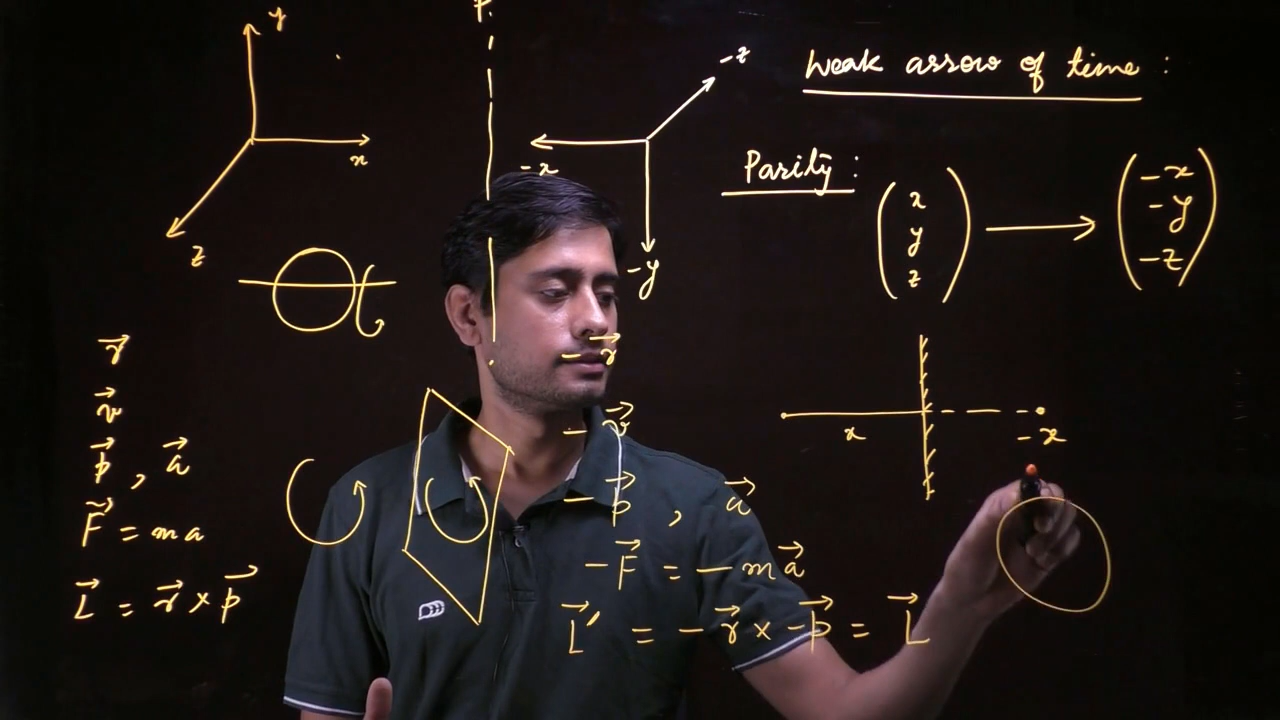 P.
y
x
z
-z
-x
-y
Weak arrow of time :
Parity :
(x y z) → (-x -y -z)
x
-x
r⃗
v⃗
p⃗ , a⃗
F⃗ = ma
L⃗ = r⃗ × p⃗
-r⃗
-v⃗
-p⃗ , a⃗
-F⃗ = -ma⃗
L⃗' = -r⃗ × -p⃗ = L⃗